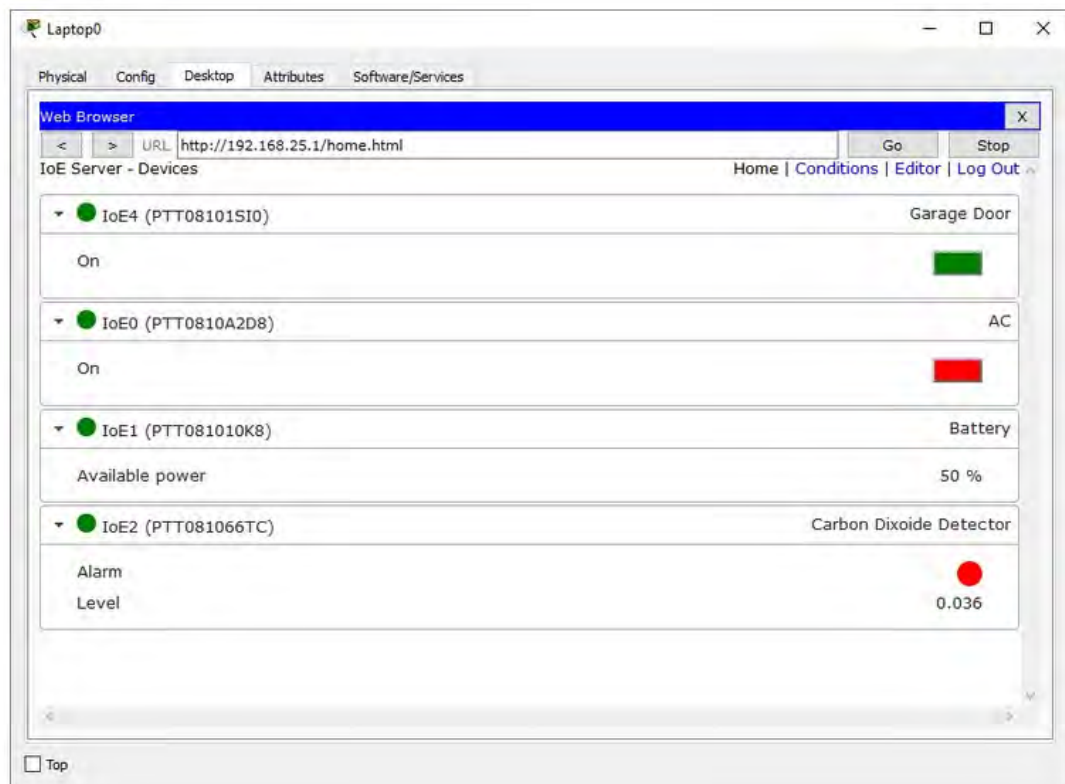 Laptop0
Physical Config Desktop Attributes Software/Services
Web Browser X
< > URL http://192.168.25.1/home.html Go Stop
IoE Server - Devices Home | Conditions | Editor | Log Out
IoE4 (PTT08101SI0) Garage Door
On
IoE0 (PTT0810A2D8) AC
On
IoE1 (PTT081010K8) Battery
Available power 50 %
IoE2 (PTT081066TC) Carbon Dixoide Detector
Alarm
Level 0.036
Top